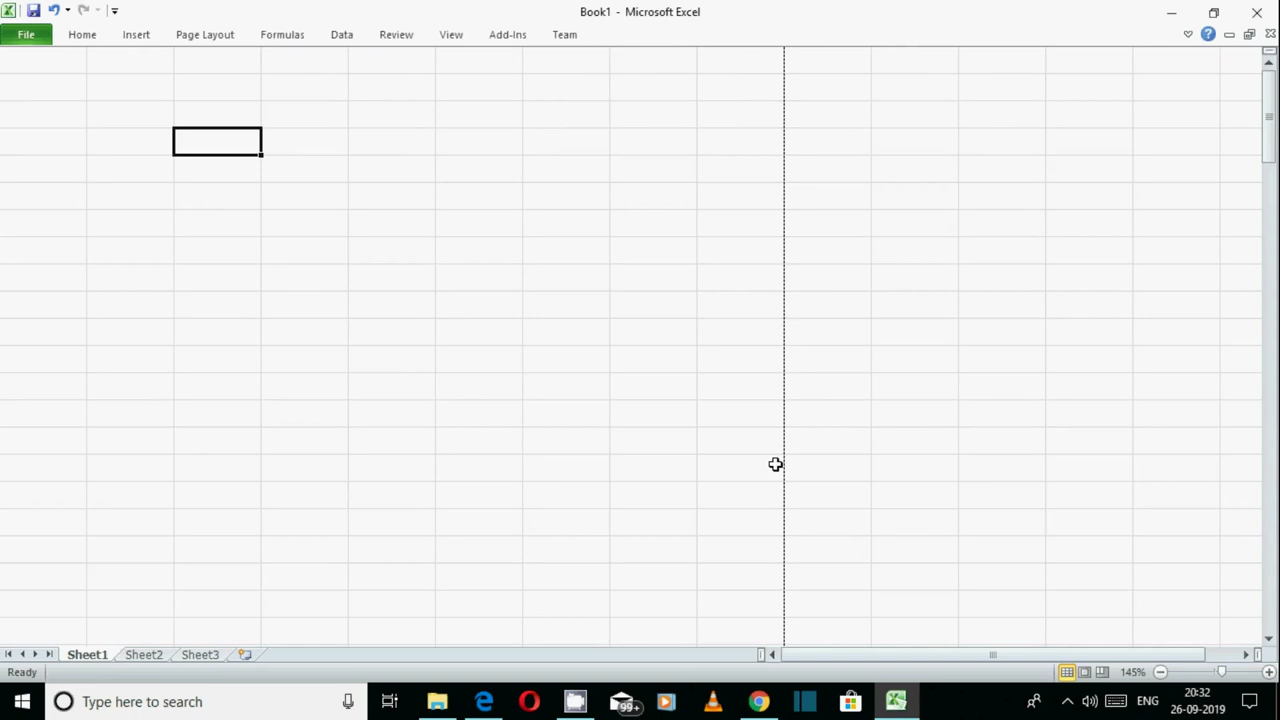 Book1 - Microsoft Excel
File Home Insert Page Layout Formulas Data Review View Add-Ins Team
Sheet1 Sheet2 Sheet3
Ready 145%
Type here to search 99+ ENG 20:32
26-09-2019